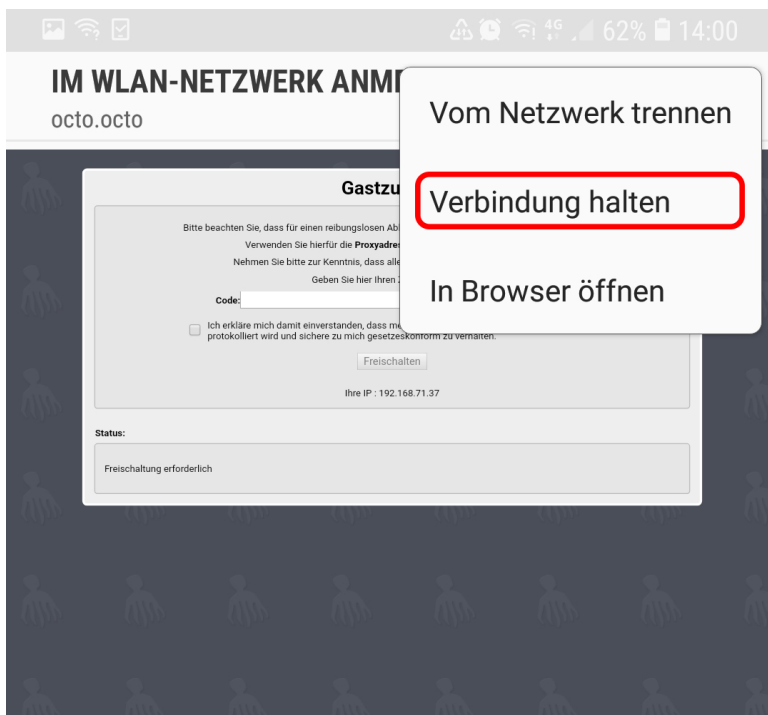 4G 62% 14:00
IM WLAN-NETZWERK ANM
octo.octo
Vom Netzwerk trennen
Verbindung halten
In Browser öffnen
Gastzu
Bitte beachten Sie, dass für einen reibungslosen Ab
Verwenden Sie hierfür die Proxyadre
Nehmen Sie bitte zur Kenntnis, dass alle
Geben Sie hier Ihren
Code:
Ich erkläre mich damit einverstanden, dass me
protokolliert wird und sichere zu mich gesetzeskonform zu verhalten.
Freischalten
Ihre IP : 192.168.71.37
Status:
Freischaltung erforderlich